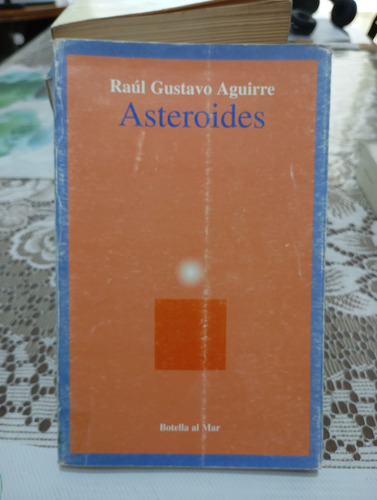 Raúl Gustavo Aguirre
Asteroides
Botella al Mar